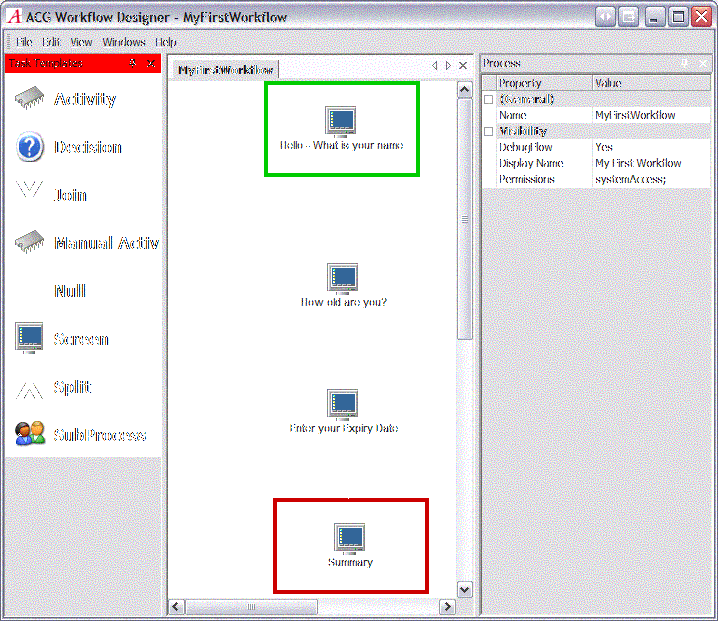 ACG Workflow Designer - MyFirstWorkflow
File Edit View Windows Help
Task Templates
Activity
Decision
Join
Manual Activ
Null
Screen
Split
SubProcess
MyFirstWorkflow
Hello - What is your name
How old are you?
Enter your Expiry Date
Summary
Process
Property Value
(General)
Name MyFirstWorkflow
Visibility
DebugFlow Yes
Display Name My First Workflow
Permissions systemAccess;